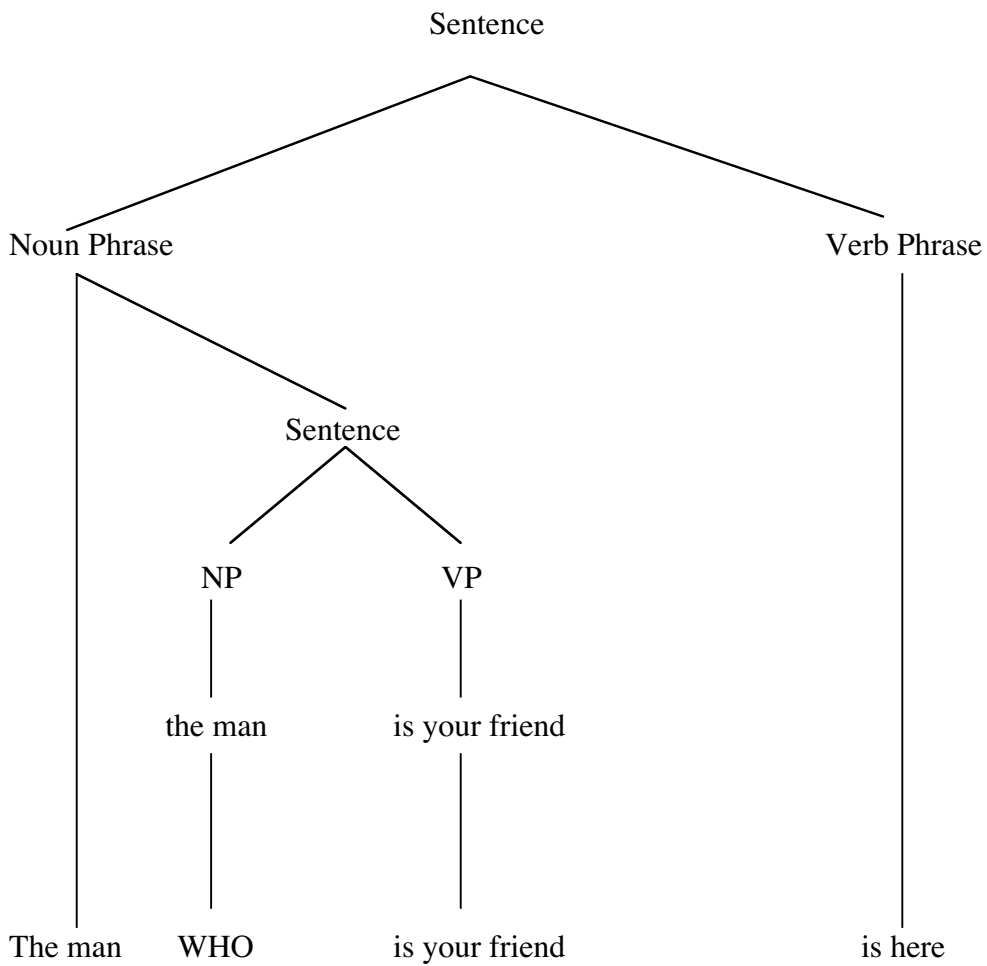 Sentence
Noun Phrase Verb Phrase
Sentence
NP VP
the man is your friend
The man WHO is your friend is here